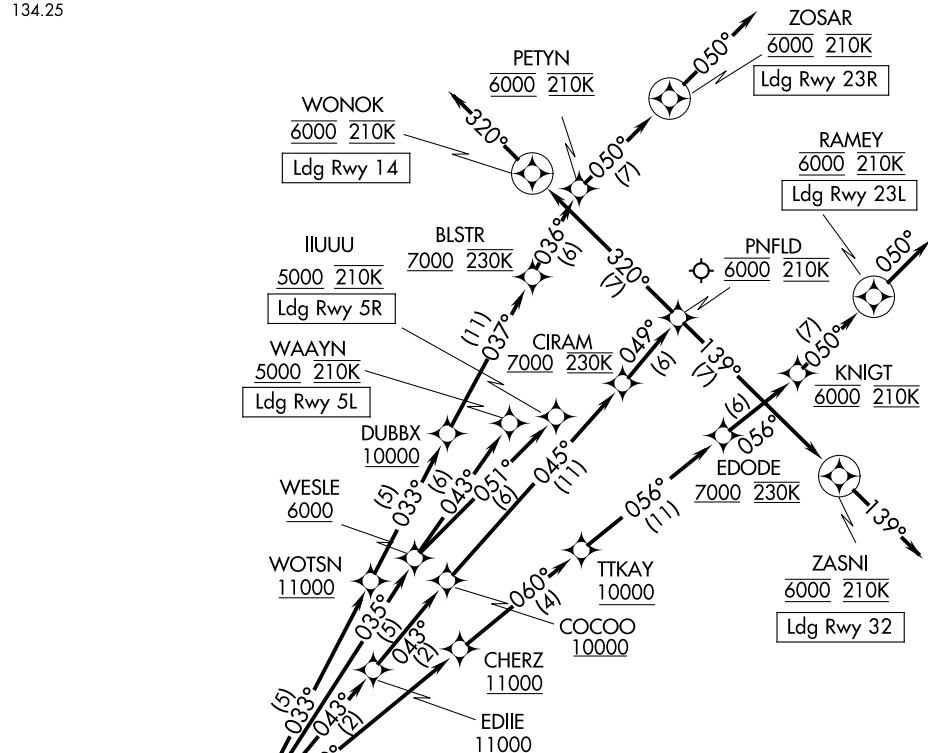 134.25
ZOSAR
6000 210K
Ldg Rwy 23R
050°
PETYN
6000 210K
WONOK
6000 210K
Ldg Rwy 14
320°
050°
(7)
RAMEY
6000 210K
Ldg Rwy 23L
050°
IIUUU
5000 210K
Ldg Rwy 5R
BLSTR
7000 230K
036°
(6)
320°
(7)
PNFLD
6000 210K
WAAYN
5000 210K
Ldg Rwy 5L
(11)
037°
CIRAM
7000 230K
049°
(6)
139°
(7)
(7)
050°
KNIGT
6000 210K
DUBBX
10000
(6)
056°
EDODE
7000 230K
WESLE
6000
(5)
033°
(6)
043°
051°
(6)
045°
(11)
056°
(11)
139°
WOTSN
11000
TTKAY
10000
ZASNI
6000 210K
Ldg Rwy 32
035°
(5)
043°
(2)
060°
(4)
COCOO
10000
CHERZ
11000
(5)
033°
043°
(2)
EDIIE
11000